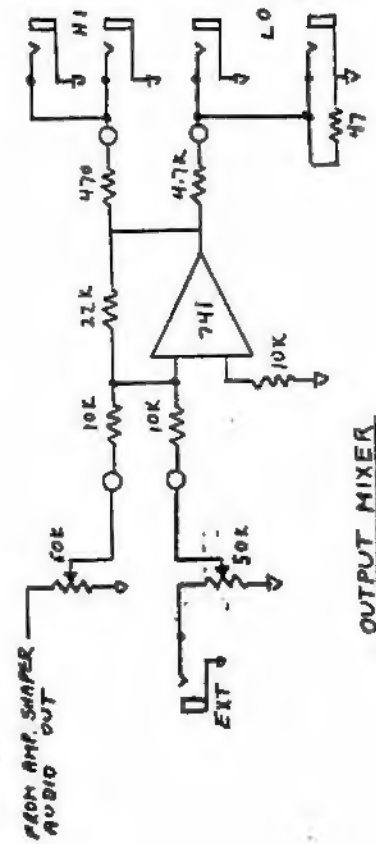 FROM AMP. SHAPER
AUDIO OUT
50K
EXT
50K
10K
10K
22K
741
10K
470
4.7K
HI
LO
47
OUTPUT MIXER